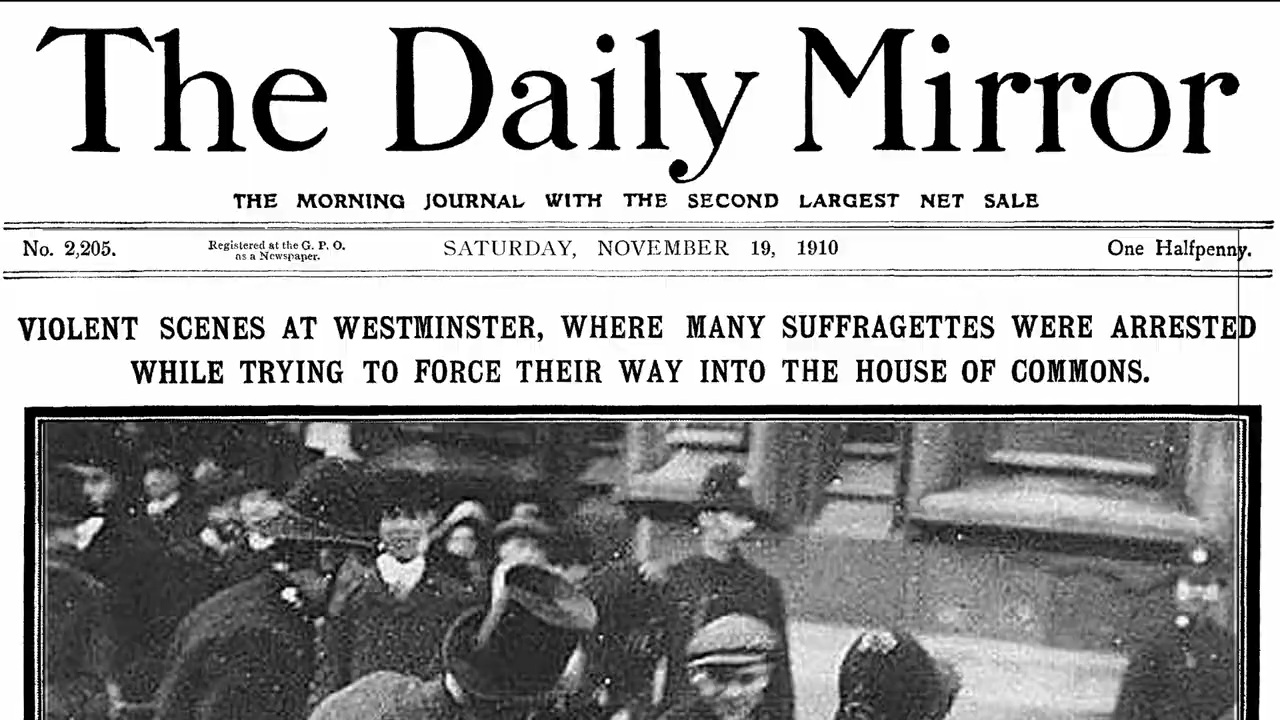 The Daily Mirror
THE MORNING JOURNAL WITH THE SECOND LARGEST NET SALE
No. 2,205.
Registered at the G. P. O.
as a Newspaper.
SATURDAY, NOVEMBER 19, 1910
One Halfpenny.
VIOLENT SCENES AT WESTMINSTER, WHERE MANY SUFFRAGETTES WERE ARRESTED
WHILE TRYING TO FORCE THEIR WAY INTO THE HOUSE OF COMMONS.